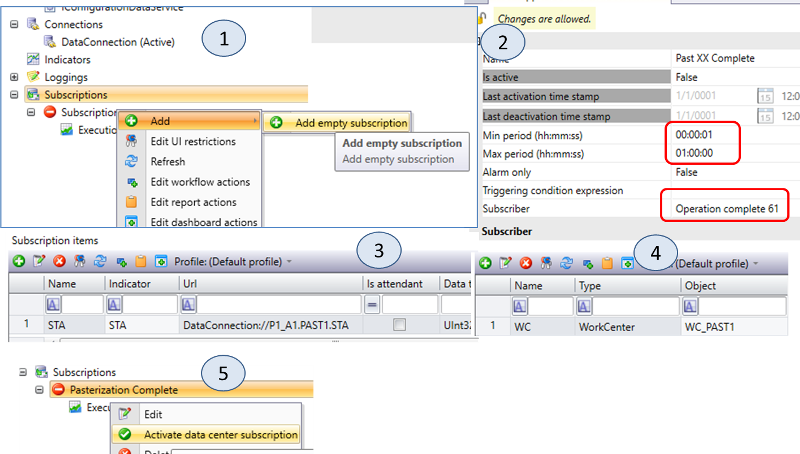 IConfigurationDataService
Connections
DataConnection (Active)
Indicators
Loggings
Subscriptions
Subscription
Executio
Add
Edit UI restrictions
Refresh
Edit workflow actions
Edit report actions
Edit dashboard actions
Add empty subscription
Add empty subscription
Add empty subscription
1
2
Changes are allowed.
Name Past XX Complete
Is active False
Last activation time stamp 1/1/0001 15 12:0
Last deactivation time stamp 1/1/0001 15 12:0
Min period (hh:mm:ss) 00:00:01
Max period (hh:mm:ss) 01:00:00
Alarm only False
Triggering condition expression
Subscriber Operation complete 61
Subscriber
Subscription items
3
Profile: (Default profile)
Name Indicator Url Is attendant Data t
A A A =
1 STA STA DataConnection://P1_A1.PAST1.STA UInt32
4
(Default profile)
Name Type Object
A A A
1 WC WorkCenter WC_PAST1
5
Subscriptions
Pasterization Complete
Execu
Edit
Activate data center subscription